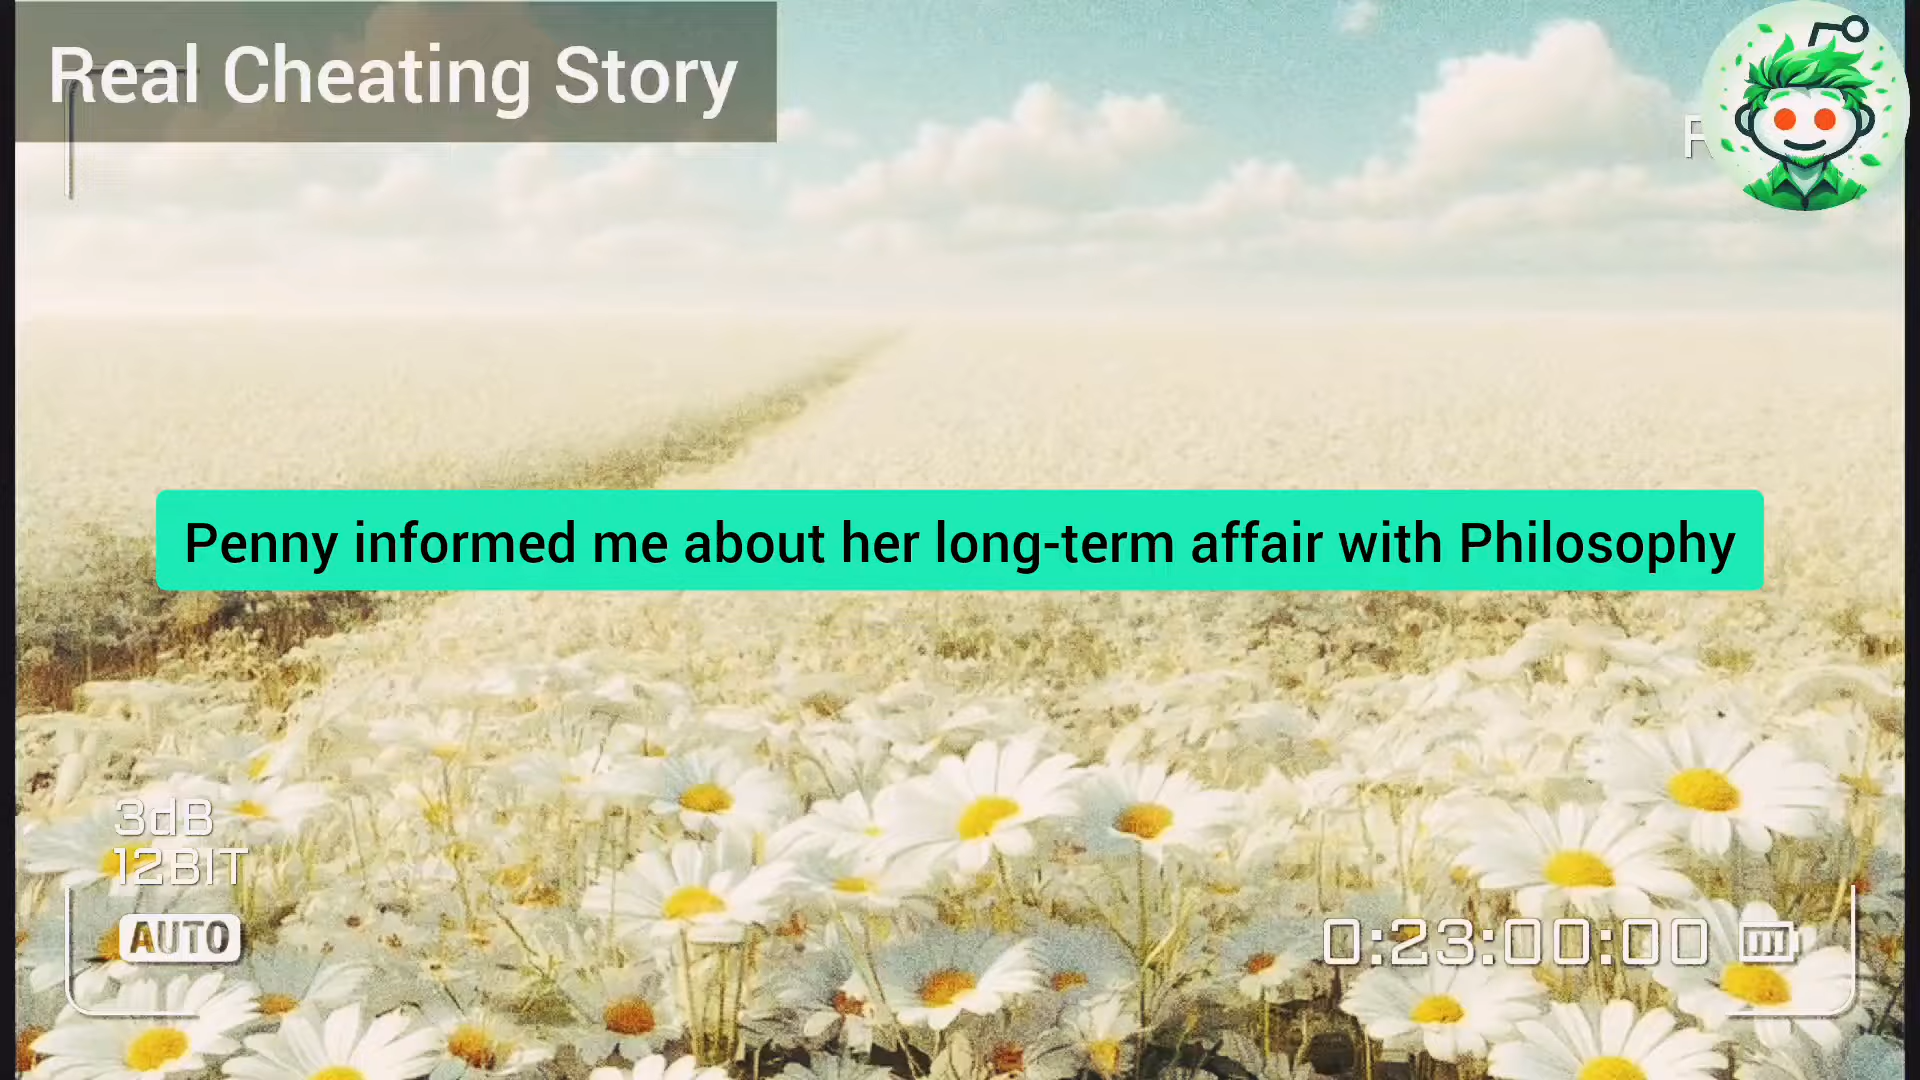 Real Cheating Story
Penny informed me about her long-term affair with Philosophy
3dB
12BIT
AUTO
0:23:00:00